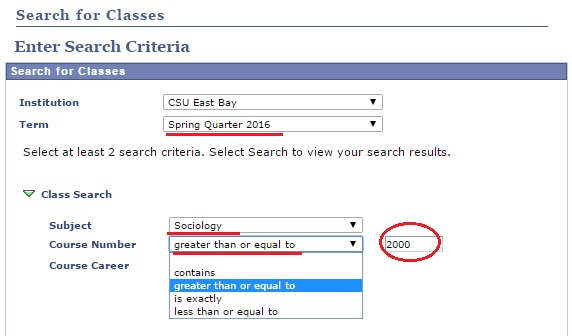 Search for Classes
Enter Search Criteria
Search for Classes
Institution CSU East Bay
Term Spring Quarter 2016
Select at least 2 search criteria. Select Search to view your search results.
Class Search
Subject Sociology
Course Number greater than or equal to 2000
Course Career
contains
greater than or equal to
is exactly
less than or equal to